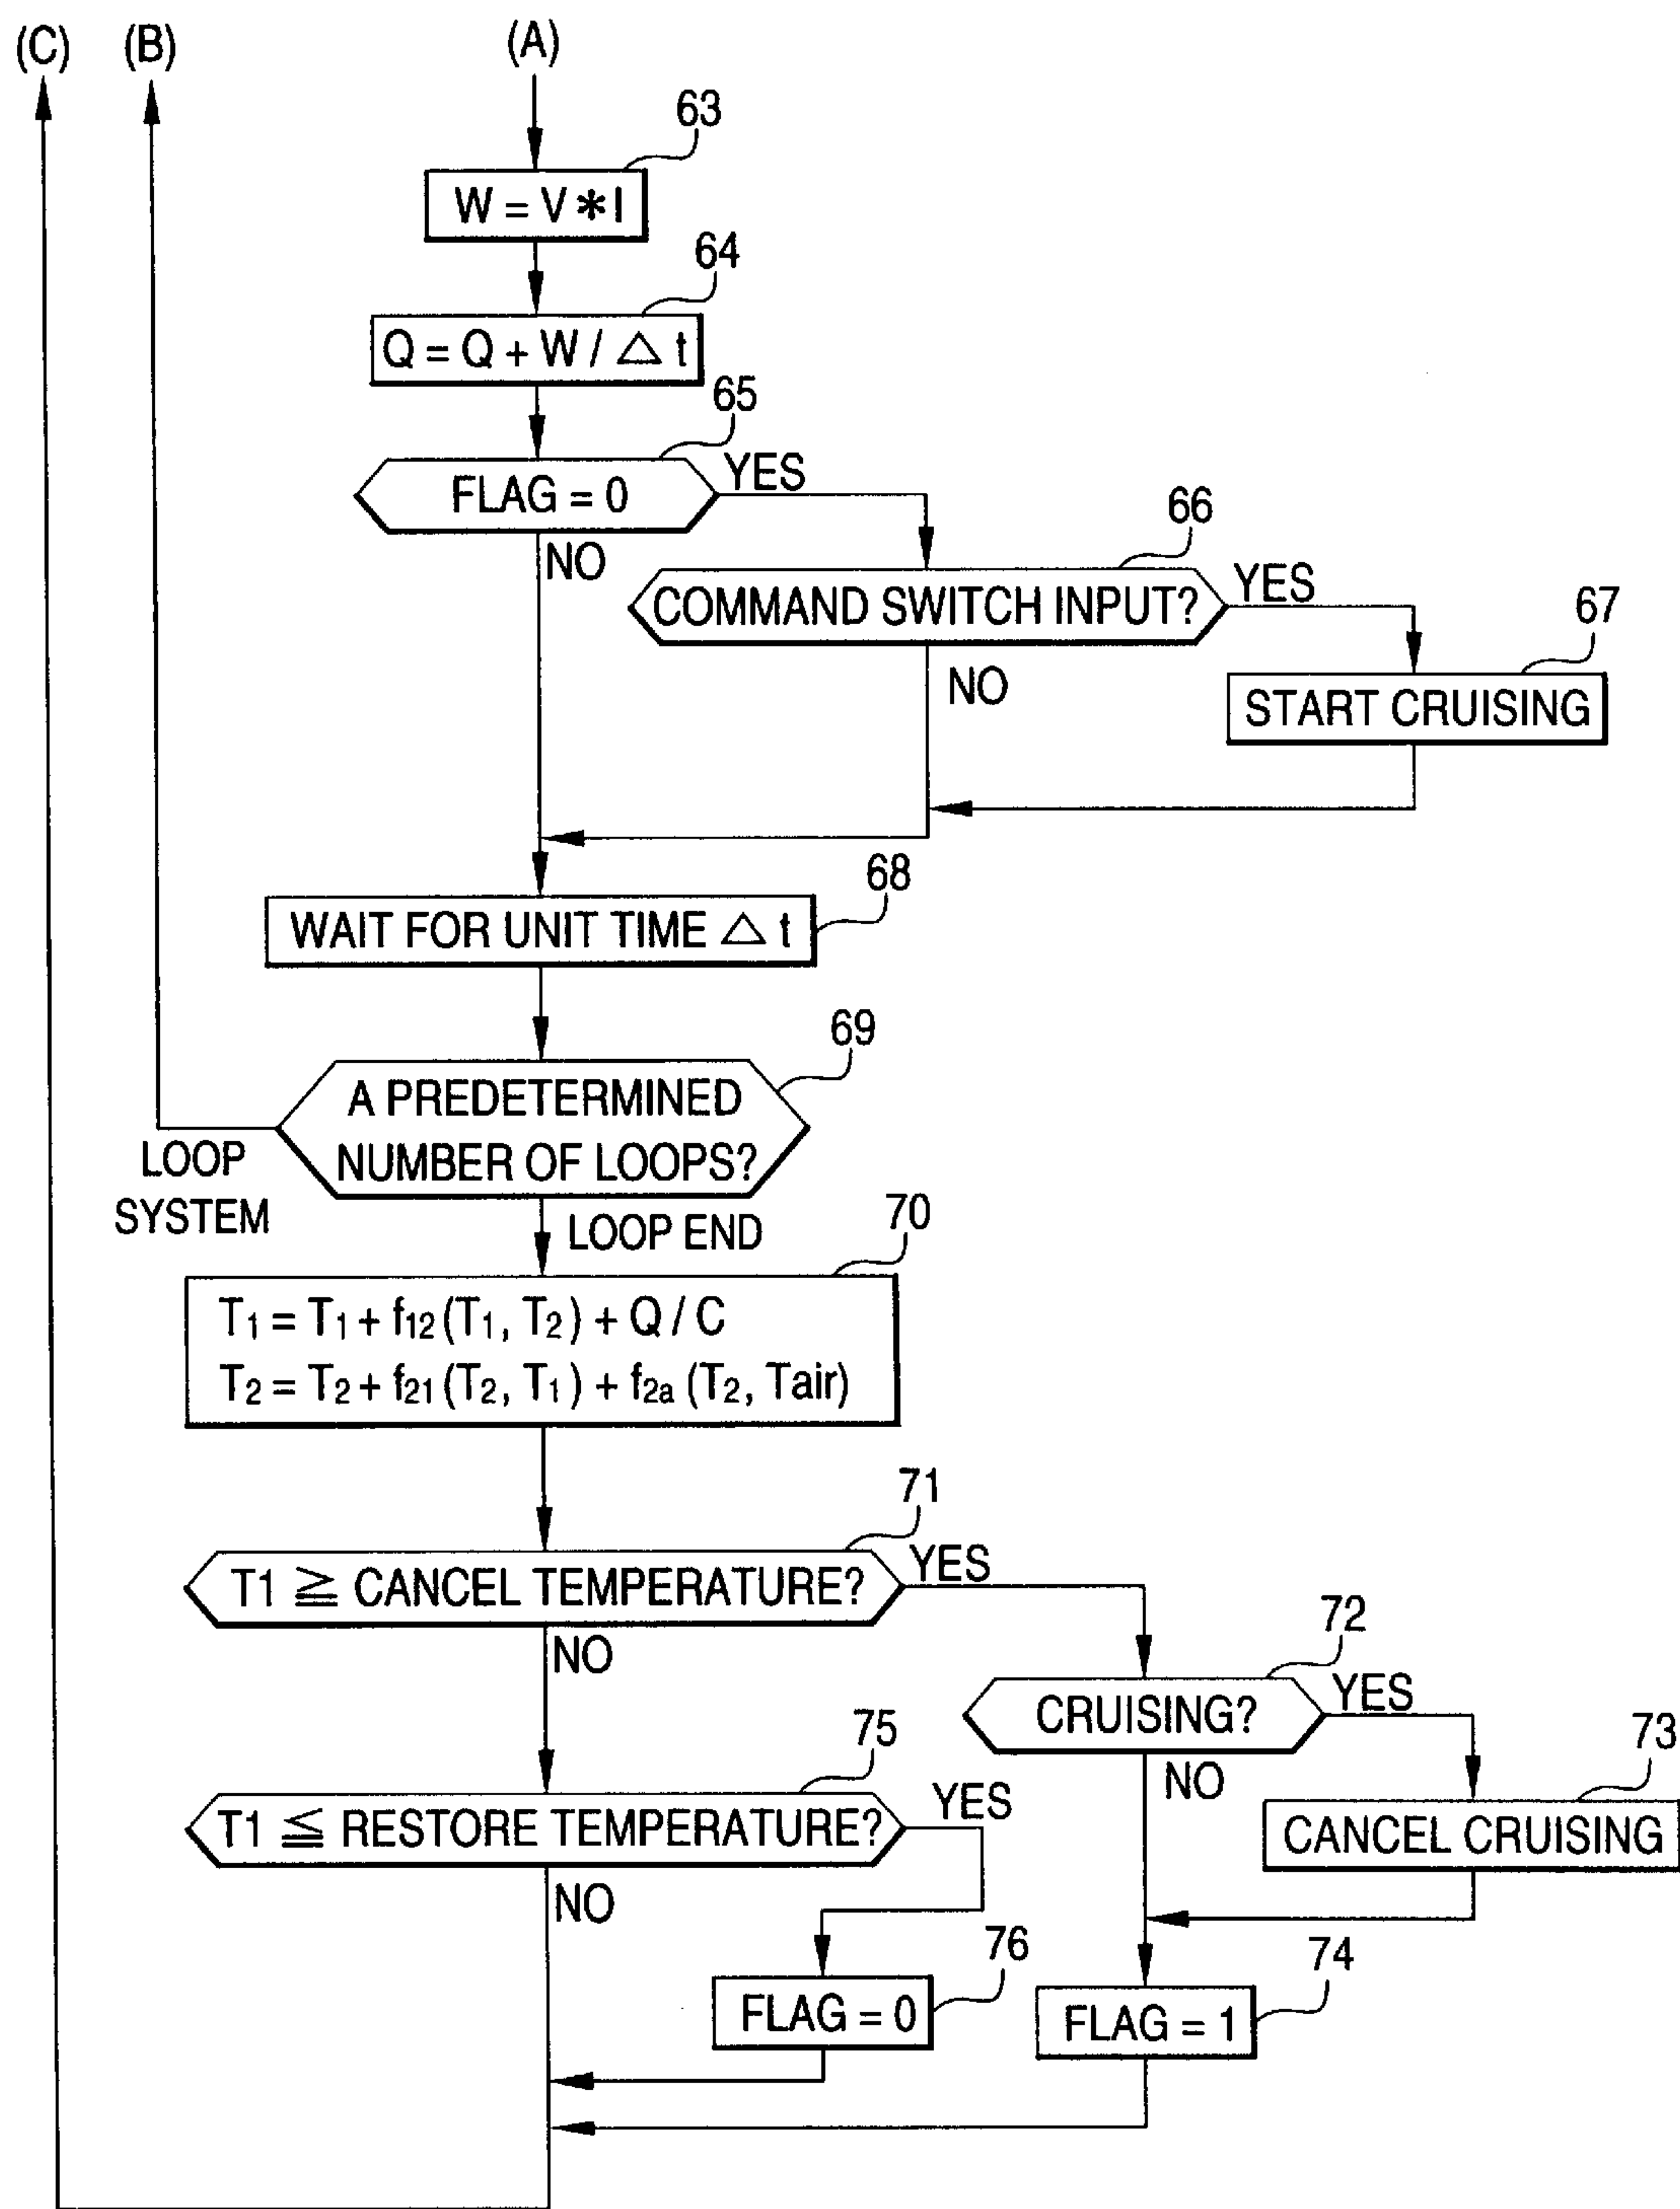 (C)
(B)
(A)
63
W = V * I
64
Q = Q + W / △ t
65
FLAG = 0
YES
NO
66
COMMAND SWITCH INPUT?
YES
NO
67
START CRUISING
68
WAIT FOR UNIT TIME △ t
69
A PREDETERMINED
NUMBER OF LOOPS?
LOOP
SYSTEM
LOOP END
70
T1 = T1 + f12 (T1, T2) + Q / C
T2 = T2 + f21 (T2, T1) + f2a (T2, Tair)
71
T1 ≧ CANCEL TEMPERATURE?
YES
NO
72
CRUISING?
YES
NO
73
CANCEL CRUISING
75
T1 ≦ RESTORE TEMPERATURE?
YES
NO
76
FLAG = 0
74
FLAG = 1